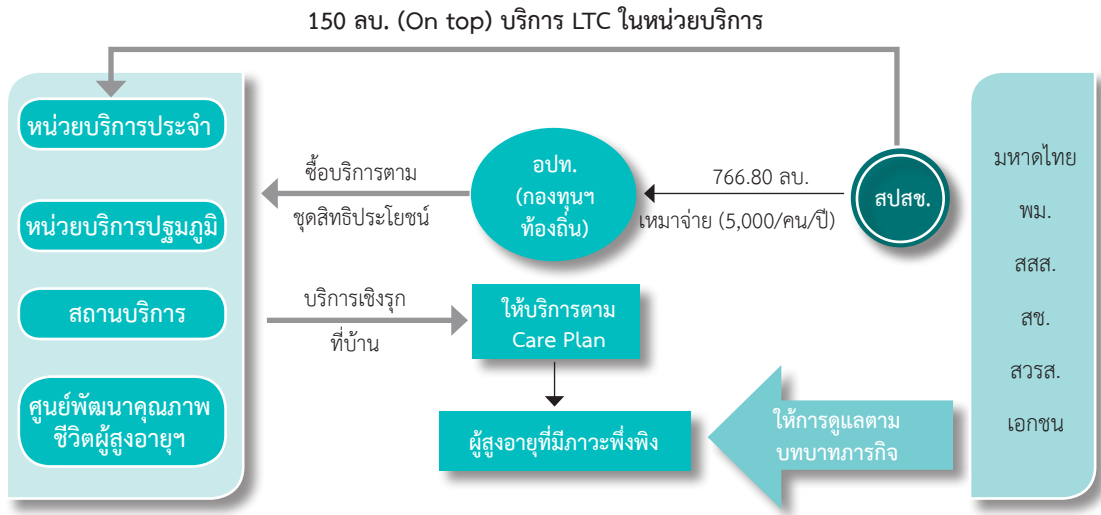 150 ลบ. (On top) บริการ LTC ในหน่วยบริการ
หน่วยบริการประจำ
หน่วยบริการปฐมภูมิ
สถานบริการ
ศูนย์พัฒนาคุณภาพ
ชีวิตผู้สูงอายุฯ
ซื้อบริการตาม
ชุดสิทธิประโยชน์
อปท.
(กองทุนฯ
ท้องถิ่น)
766.80 ลบ.
เหมาจ่าย (5,000/คน/ปี)
สปสช.
บริการเชิงรุก
ที่บ้าน
ให้บริการตาม
Care Plan
ผู้สูงอายุที่มีภาวะพึ่งพิง
ให้การดูแลตาม
บทบาทภารกิจ
มหาดไทย
พม.
สสส.
สช.
สวรส.
เอกชน